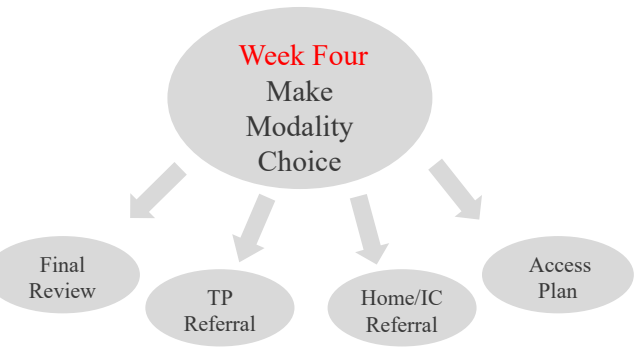 Week Four
Make
Modality
Choice
Final
Review
TP
Referral
Home/IC
Referral
Access
Plan